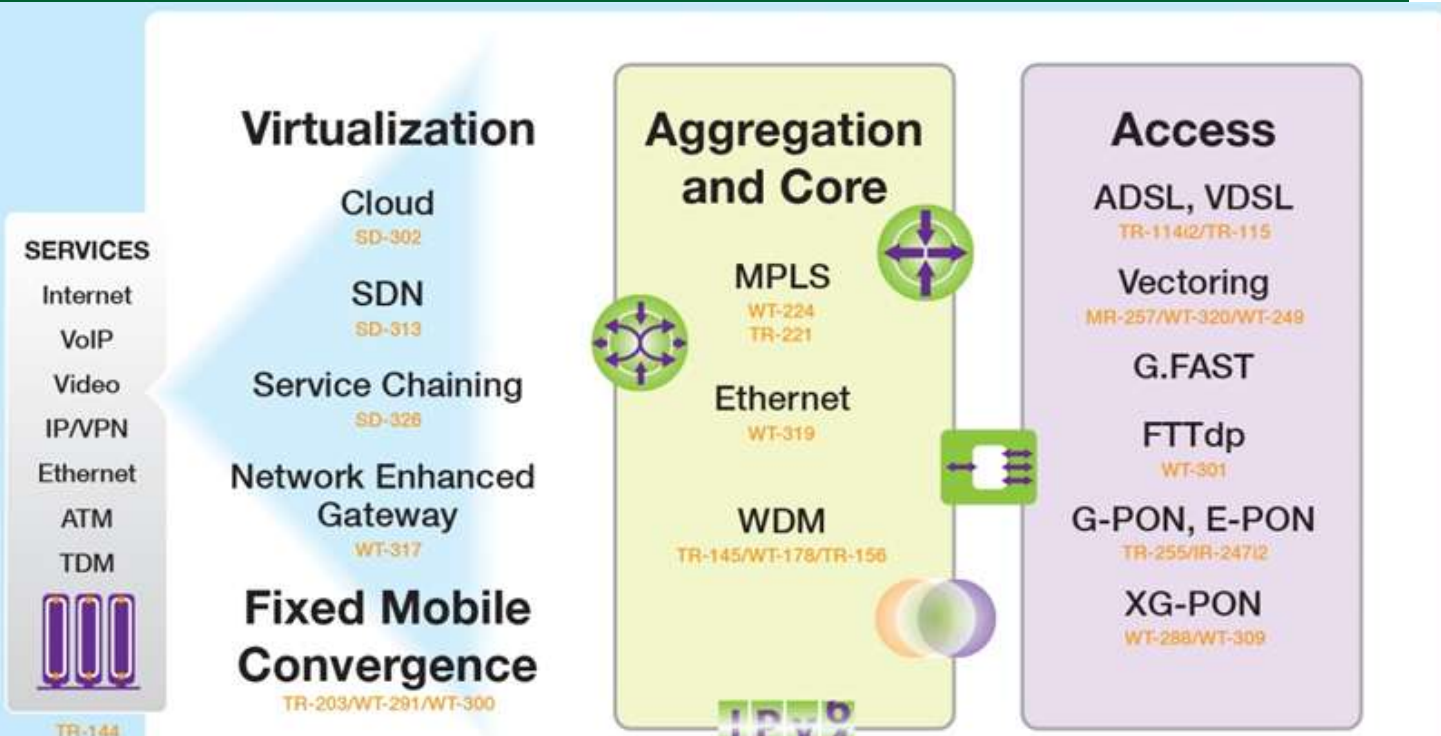 SERVICES
Internet
VoIP
Video
IP/VPN
Ethernet
ATM
TDM
TR-144
Virtualization
Cloud
SD-302
SDN
SD-313
Service Chaining
SD-326
Network Enhanced
Gateway
WT-317
Fixed Mobile
Convergence
TR-203/WT-291/WT-300
Aggregation
and Core
MPLS
WT-224
TR-221
Ethernet
WT-319
WDM
TR-145/WT-178/TR-156
Access
ADSL, VDSL
TR-114i2/TR-115
Vectoring
MR-257/WT-320/WT-249
G.FAST
FTTdp
WT-301
G-PON, E-PON
TR-255/IR-247i2
XG-PON
WT-288/WT-309